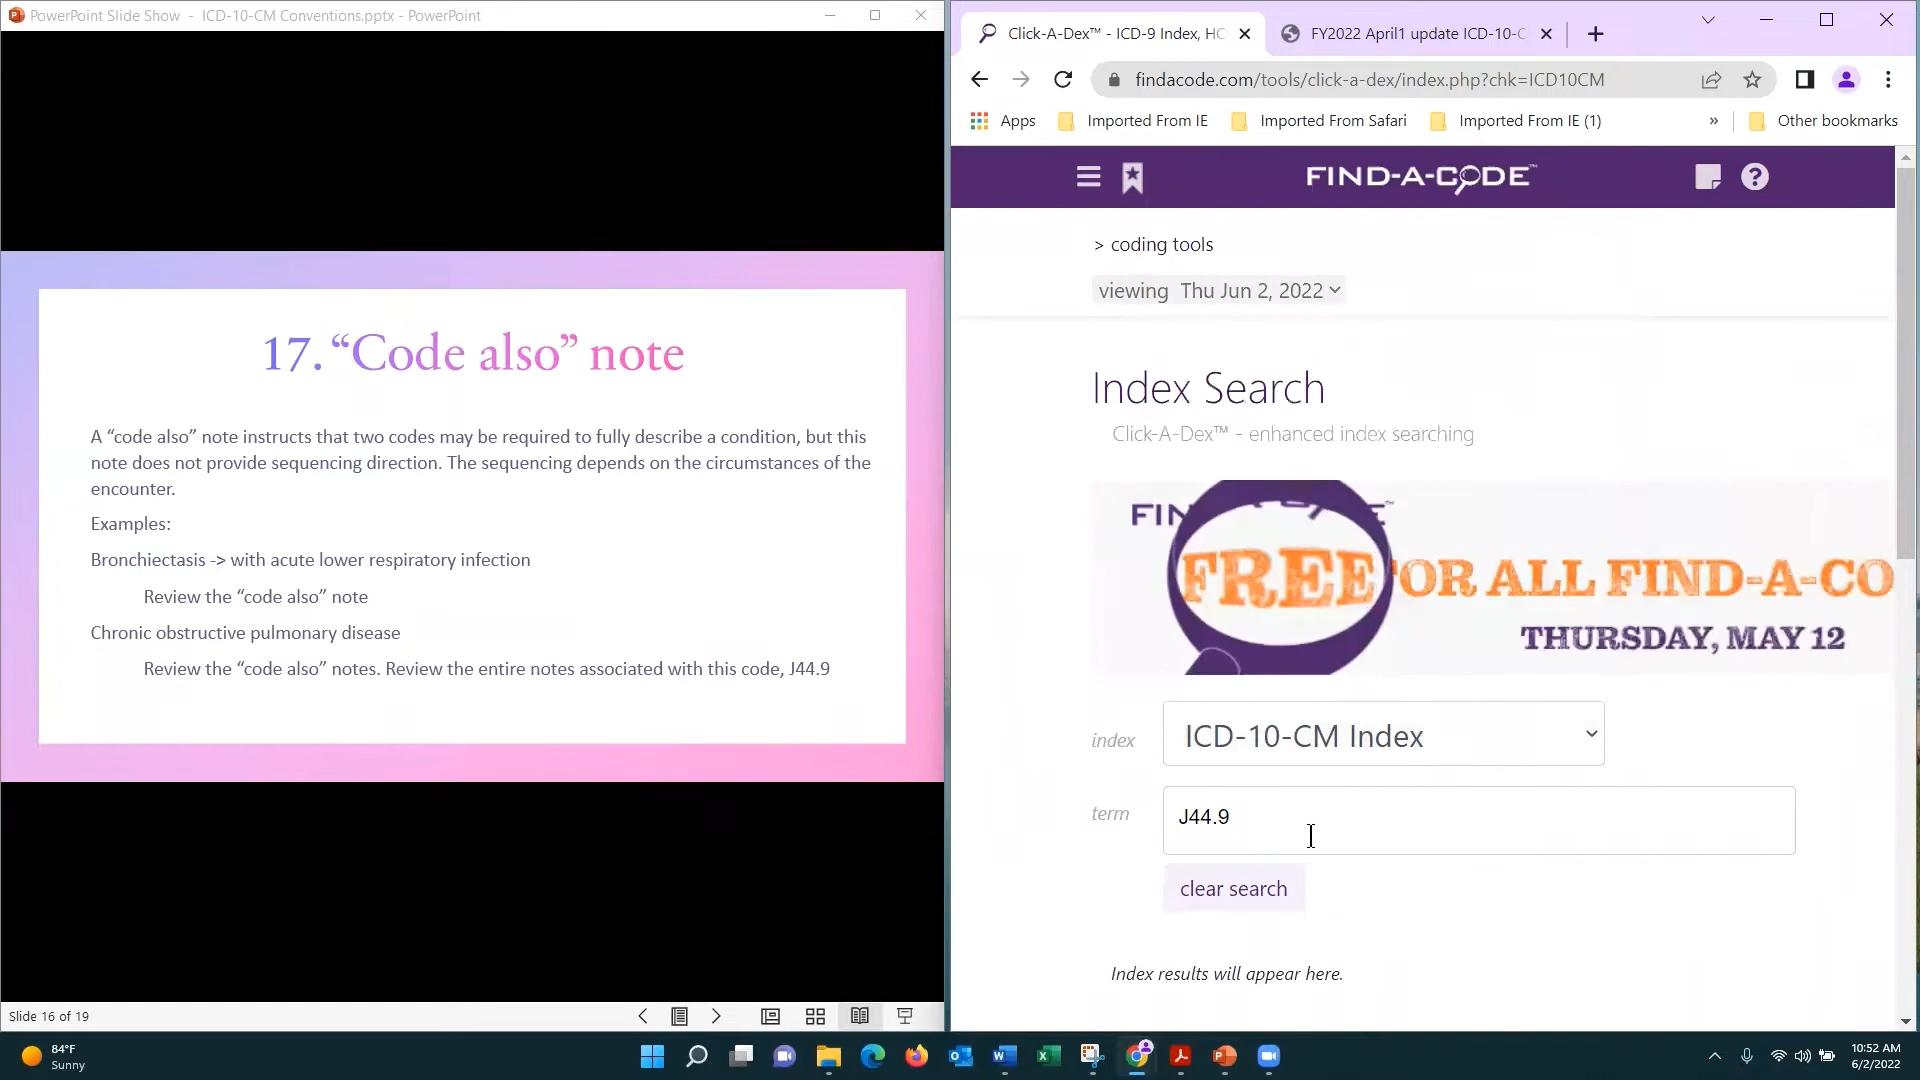 PowerPoint Slide Show - ICD-10-CM Conventions.pptx - PowerPoint
17. “Code also” note
A “code also” note instructs that two codes may be required to fully describe a condition, but this
note does not provide sequencing direction. The sequencing depends on the circumstances of the
encounter.
Examples:
Bronchiectasis -> with acute lower respiratory infection
Review the “code also” note
Chronic obstructive pulmonary disease
Review the “code also” notes. Review the entire notes associated with this code, J44.9
Slide 16 of 19
Click-A-Dex™ - ICD-9 Index, HC
FY2022 April1 update ICD-10-C
findacode.com/tools/click-a-dex/index.php?chk=ICD10CM
Apps
Imported From IE
Imported From Safari
Imported From IE (1)
»
Other bookmarks
FIND-A-CODE™
> coding tools
viewing Thu Jun 2, 2022
Index Search
Click-A-Dex™ - enhanced index searching
FREE OR ALL FIND-A-CO
THURSDAY, MAY 12
index
ICD-10-CM Index
term
J44.9
clear search
Index results will appear here.
84°F
Sunny
10:52 AM
6/2/2022